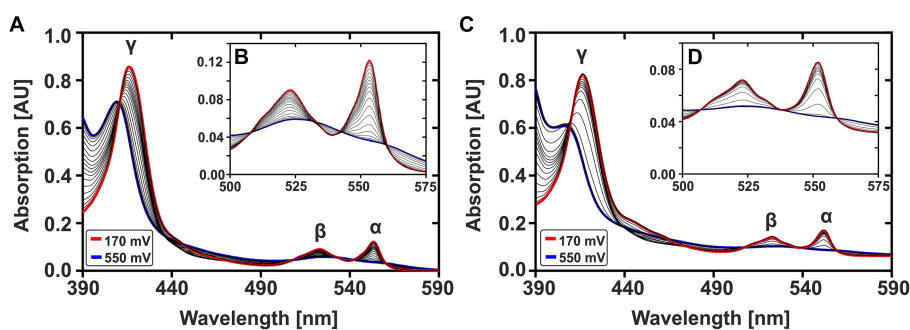 A
C
1.0
0.8
0.6
0.4
0.2
0.0
Absorption [AU]
γ
B
0.12
0.08
0.04
0.00
500
525
550
575
β
α
170 mV
550 mV
390
440
490
540
590
Wavelength [nm]
1.0
0.8
0.6
0.4
0.2
0.0
Absorption [AU]
γ
D
0.08
0.04
0.00
500
525
550
575
β
α
170 mV
550 mV
390
440
490
540
590
Wavelength [nm]